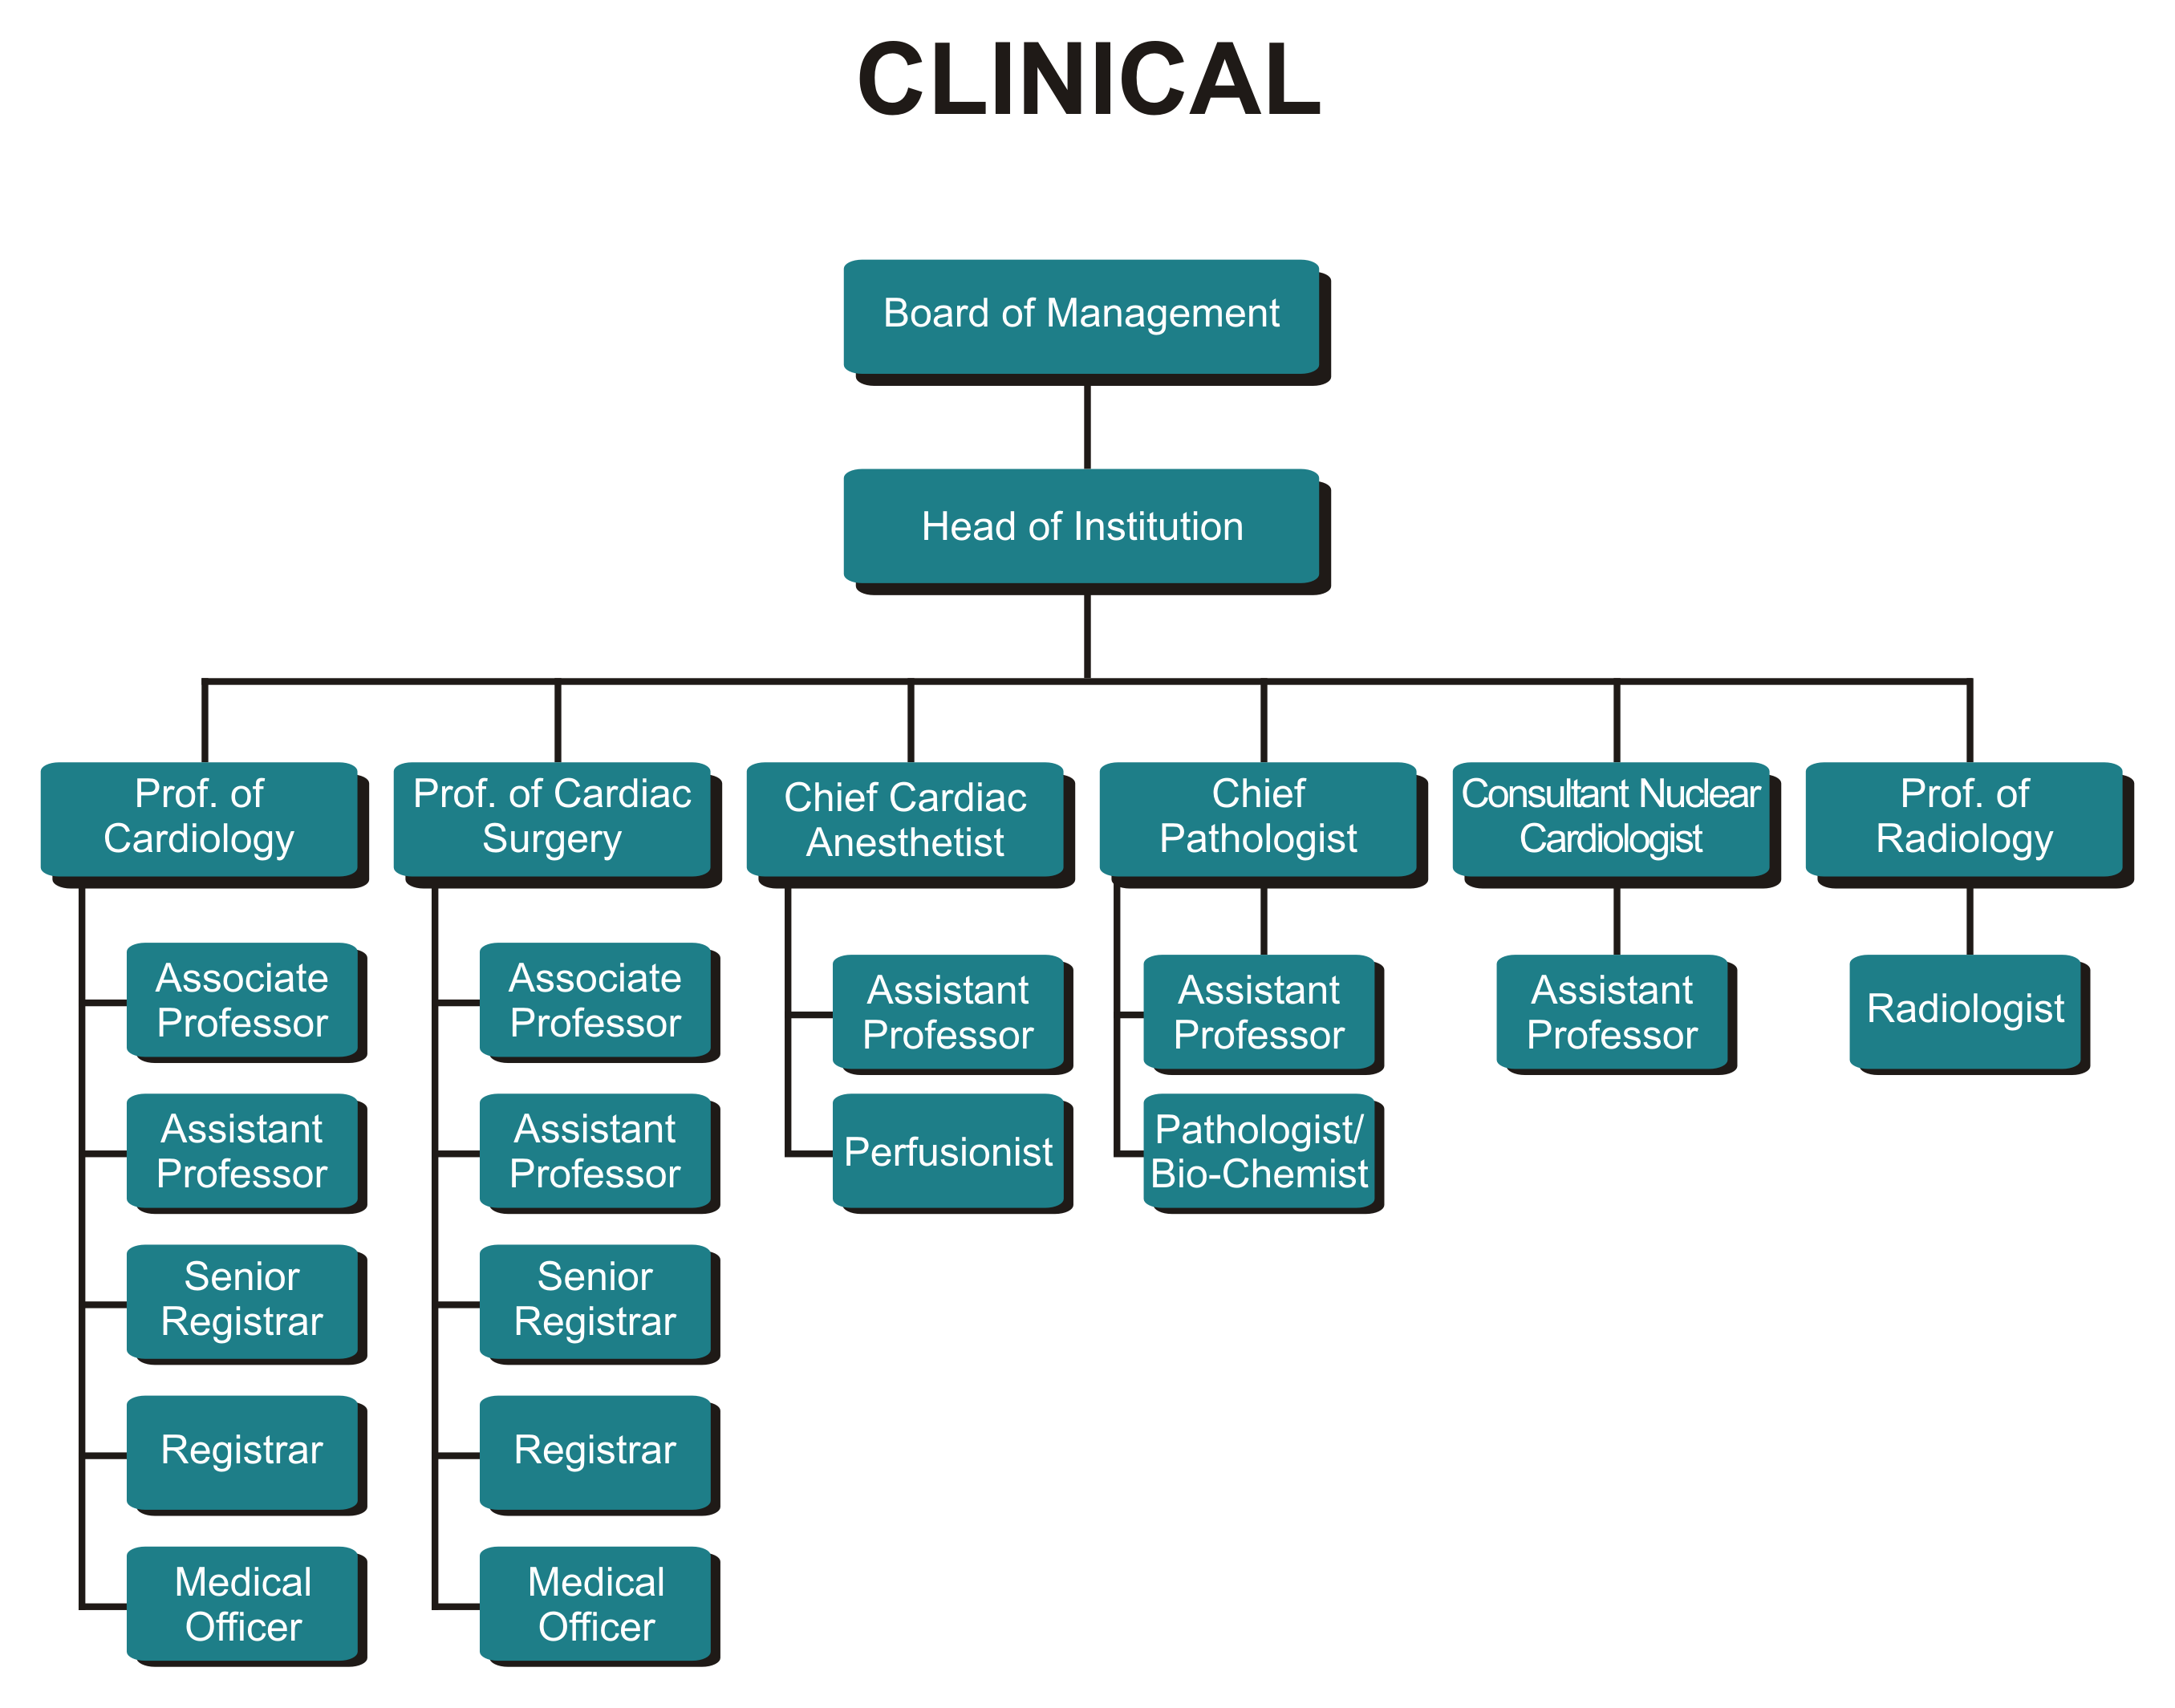 CLINICAL
Board of Management
Head of Institution
Prof. of
Cardiology
Prof. of Cardiac
Surgery
Chief Cardiac
Anesthetist
Chief
Pathologist
Consultant Nuclear
Cardiologist
Prof. of
Radiology
Associate
Professor
Assistant
Professor
Senior
Registrar
Registrar
Medical
Officer
Associate
Professor
Assistant
Professor
Senior
Registrar
Registrar
Medical
Officer
Assistant
Professor
Perfusionist
Assistant
Professor
Pathologist/
Bio-Chemist
Assistant
Professor
Radiologist